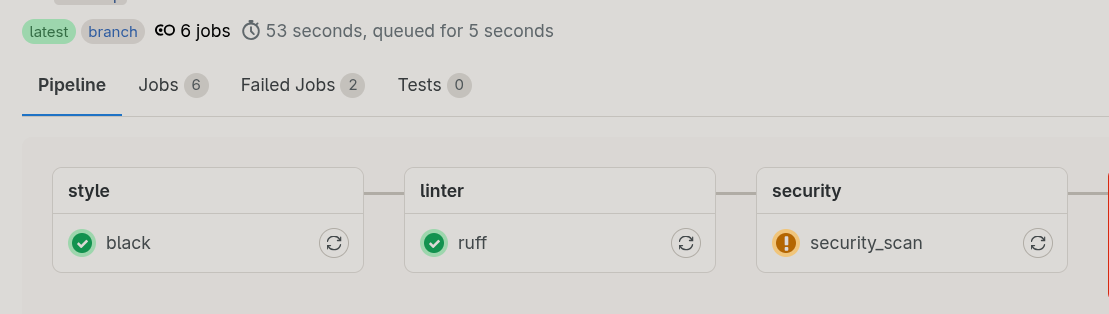 latest branch 6 jobs 53 seconds, queued for 5 seconds
Pipeline Jobs 6 Failed Jobs 2 Tests 0
style linter security
black ruff security_scan